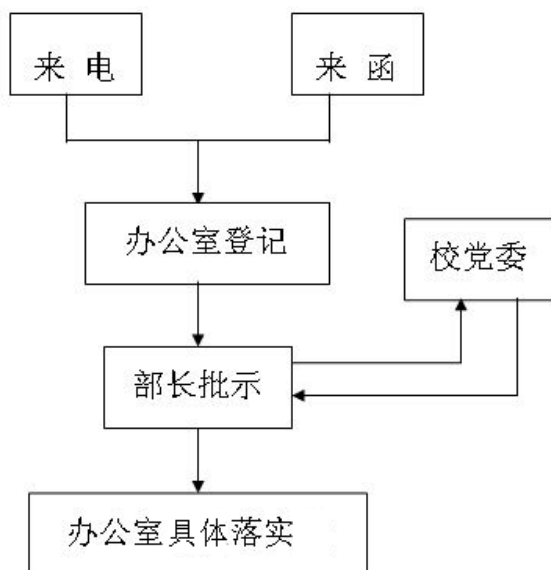 来 电
来 函
办公室登记
校党委
部长批示
办公室具体落实